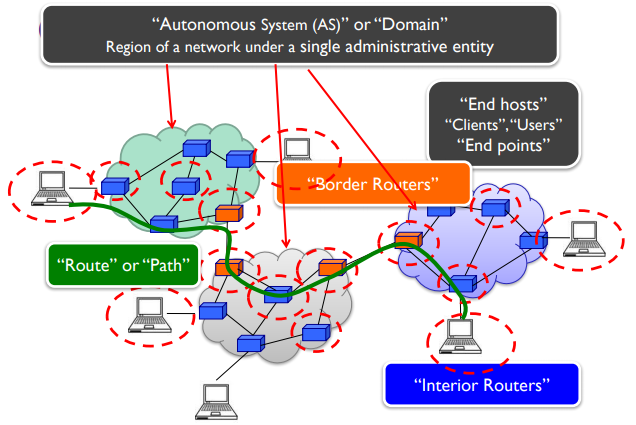 “Autonomous System (AS)” or “Domain”
Region of a network under a single administrative entity
“End hosts”
“Clients”, “Users”
“End points”
“Border Routers”
“Route” or “Path”
“Interior Routers”